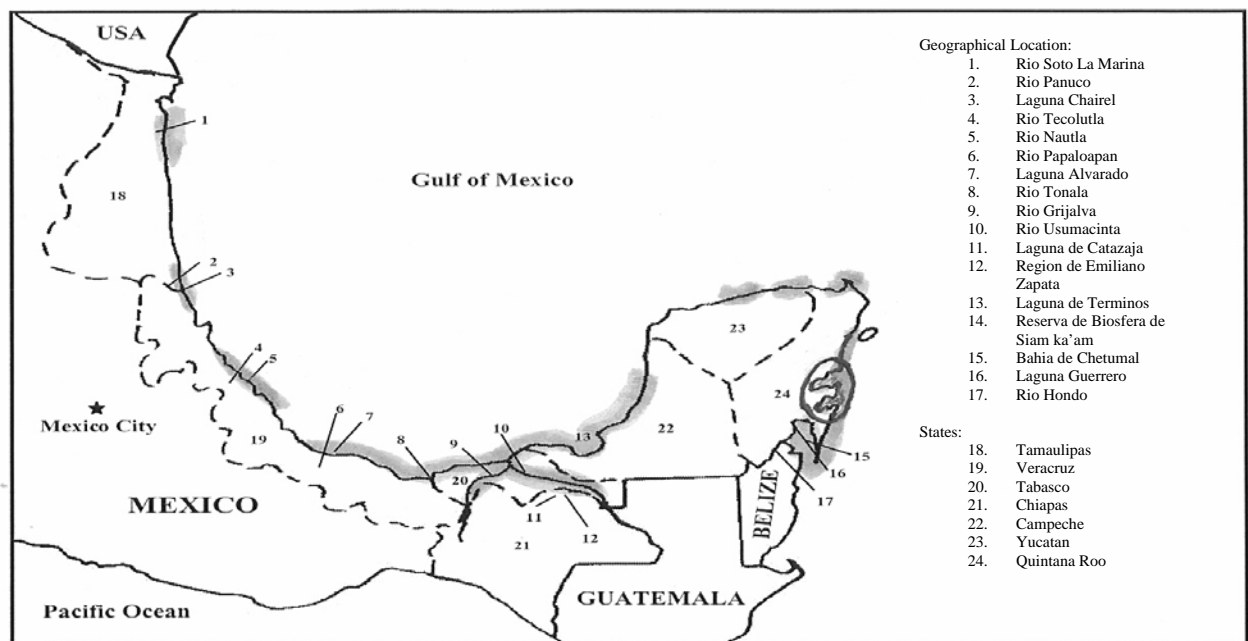 USA
1
18
Gulf of Mexico
2
3
4
5
23
Mexico City
24
6
7
8
9
10
13
22
19
20
15
16
17
MEXICO
11
12
21
BELIZE
Pacific Ocean
GUATEMALA
Geographical Location:
1. Rio Soto La Marina
2. Rio Panuco
3. Laguna Chairel
4. Rio Tecolutla
5. Rio Nautla
6. Rio Papaloapan
7. Laguna Alvarado
8. Rio Tonala
9. Rio Grijalva
10. Rio Usumacinta
11. Laguna de Catazaja
12. Region de Emiliano
Zapata
13. Laguna de Terminos
14. Reserva de Biosfera de
Siam ka’am
15. Bahia de Chetumal
16. Laguna Guerrero
17. Rio Hondo
States:
18. Tamaulipas
19. Veracruz
20. Tabasco
21. Chiapas
22. Campeche
23. Yucatan
24. Quintana Roo